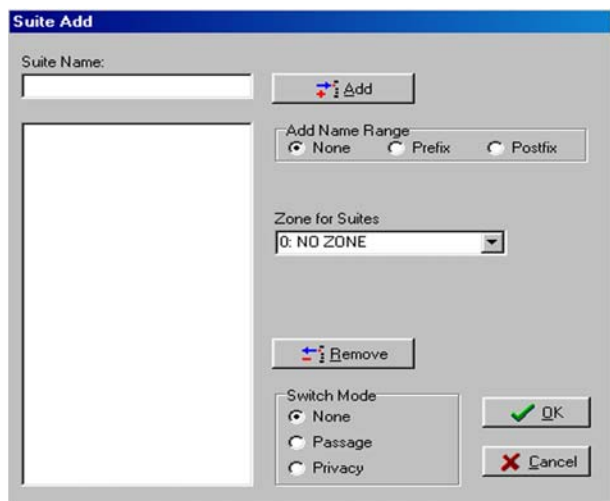 Suite Add
Suite Name:
Add
Add Name Range
None Prefix Postfix
Zone for Suites
0: NO ZONE
Remove
Switch Mode
None
Passage
Privacy
OK
Cancel